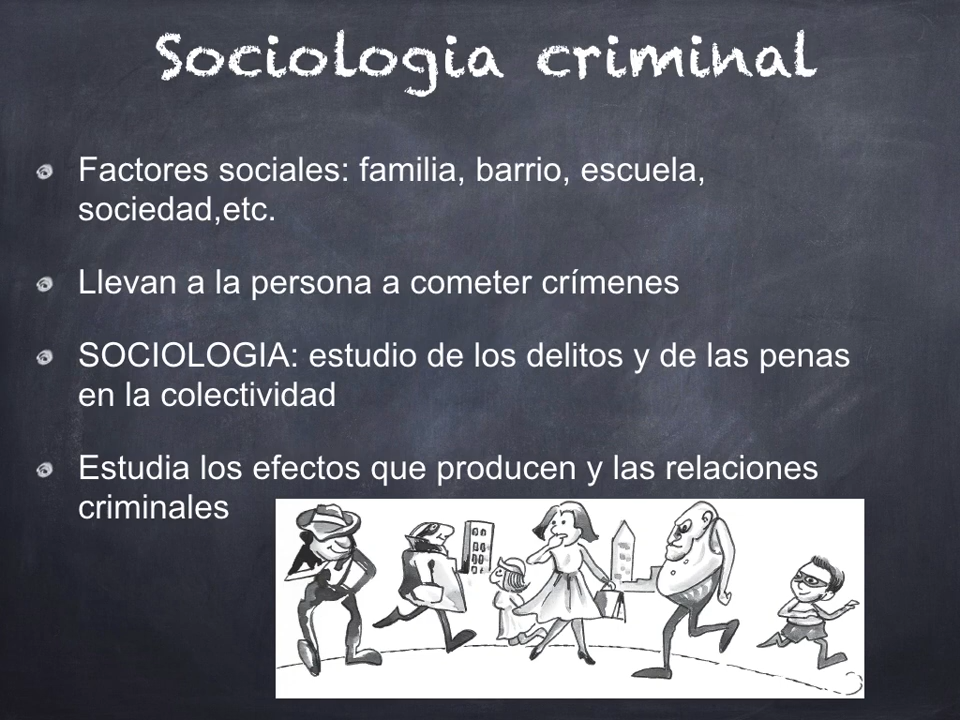 Sociologia criminal
Factores sociales: familia, barrio, escuela,
sociedad,etc.
Llevan a la persona a cometer crímenes
SOCIOLOGIA: estudio de los delitos y de las penas
en la colectividad
Estudia los efectos que producen y las relaciones
criminales